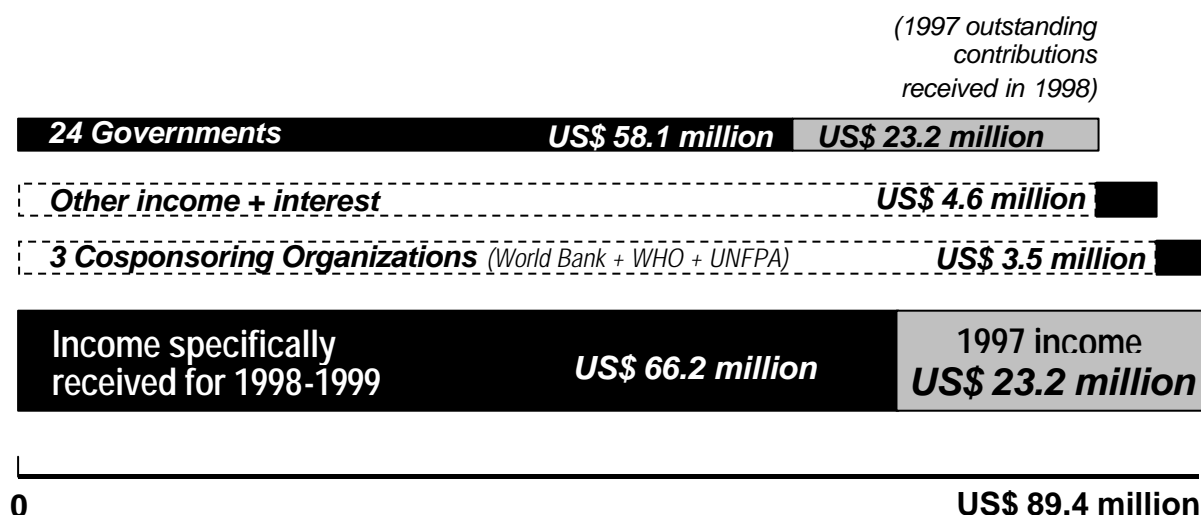 (1997 outstanding
contributions
received in 1998)
24 Governments US$ 58.1 million US$ 23.2 million
Other income + interest US$ 4.6 million
3 Cosponsoring Organizations (World Bank + WHO + UNFPA) US$ 3.5 million
Income specifically
received for 1998-1999
US$ 66.2 million
1997 income
US$ 23.2 million
0 US$ 89.4 million